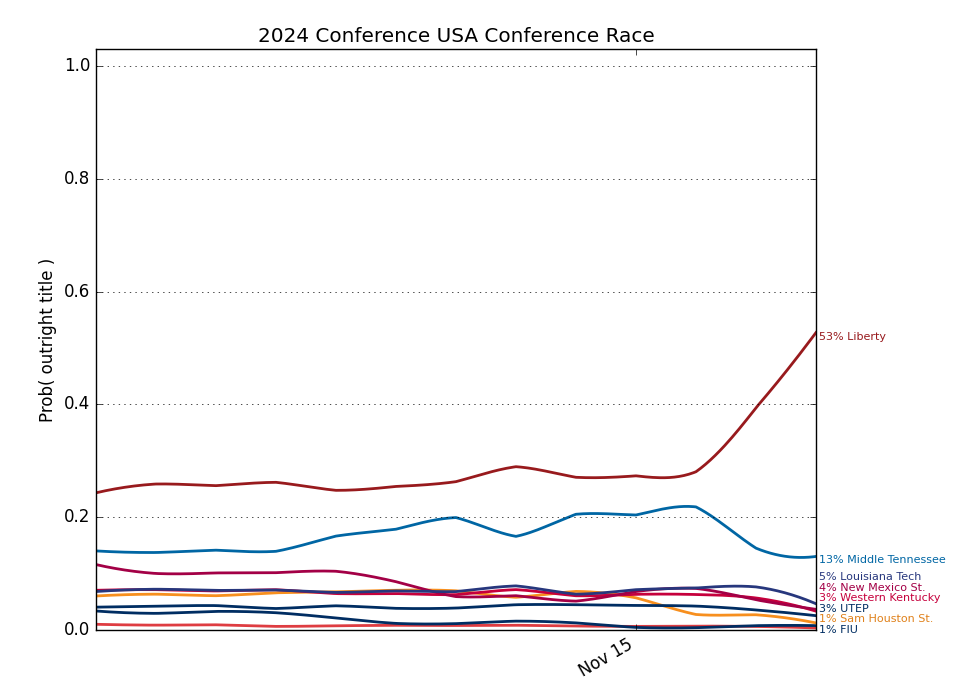 2024 Conference USA Conference Race
Prob( outright title )
1.0
0.8
0.6
0.4
0.2
0.0
Nov 15
53% Liberty
13% Middle Tennessee
5% Louisiana Tech
4% New Mexico St.
3% Western Kentucky
3% UTEP
1% Sam Houston St.
1% FIU